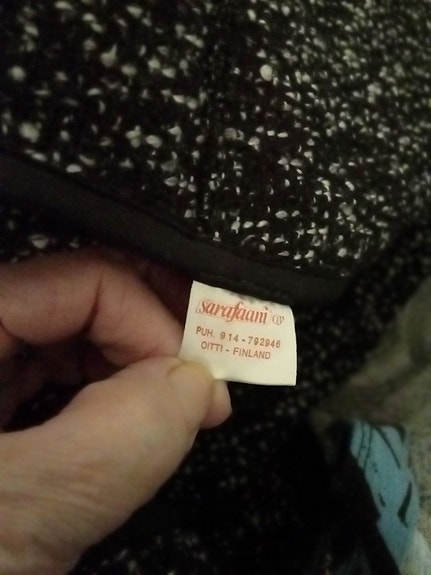 Sarafaani
PUH. 914-792946
OITTI - FINLAND